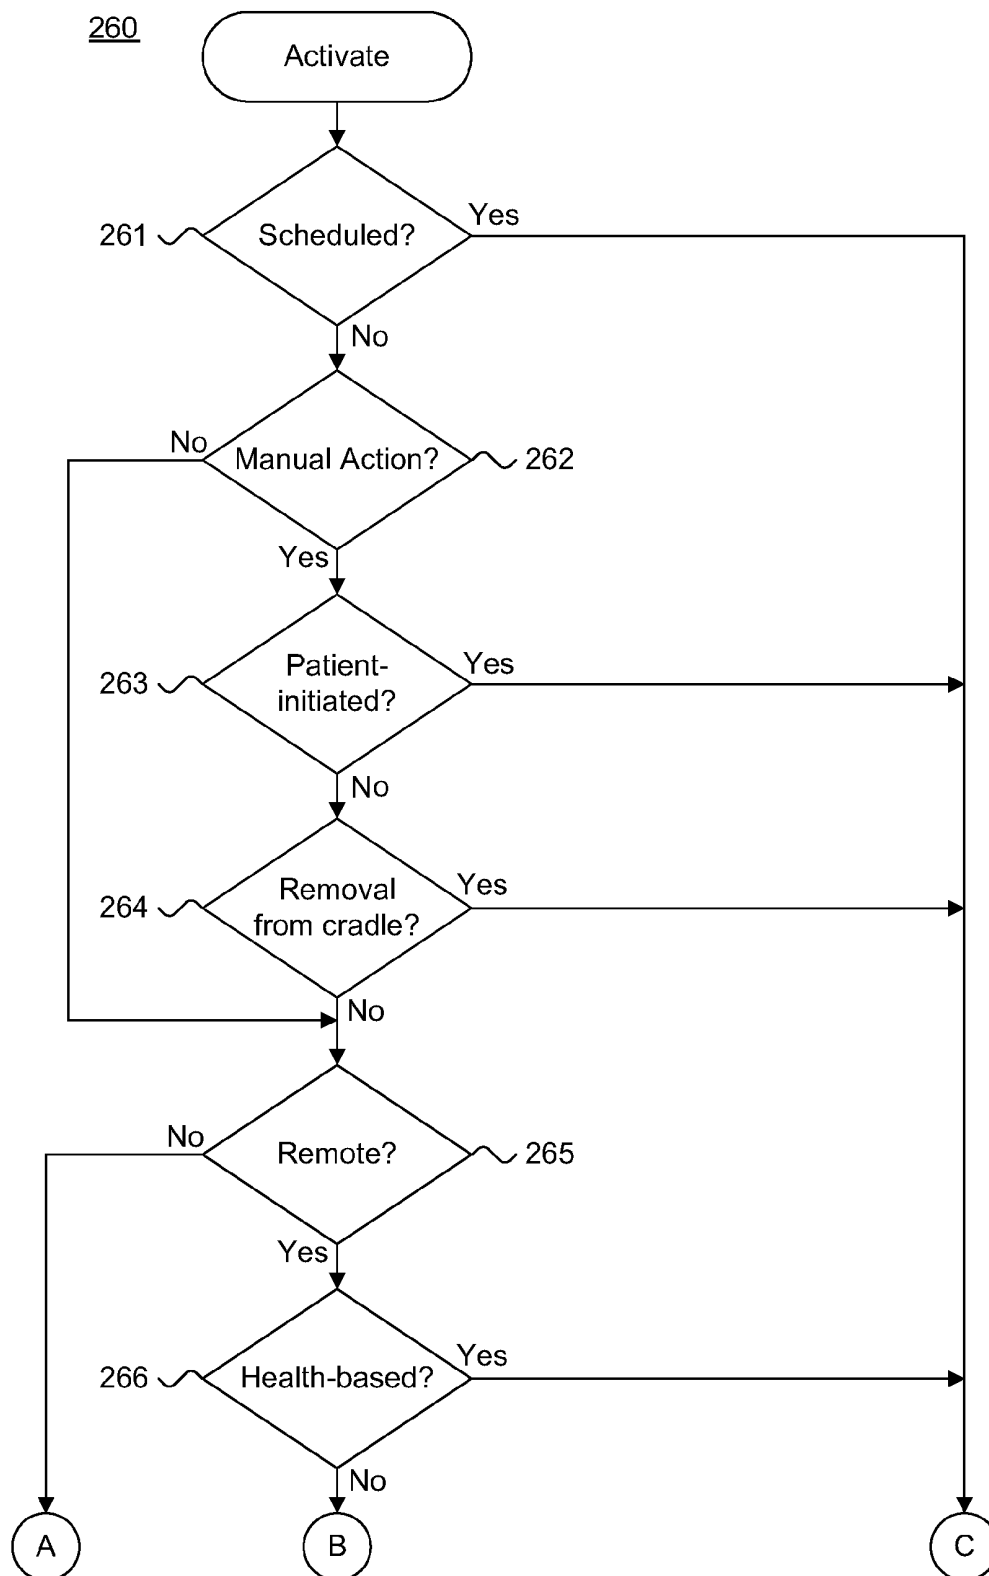 260
Activate
261
Scheduled?
Yes
No
No
Manual Action?
262
Yes
263
Patient-
initiated?
Yes
No
264
Removal
from cradle?
Yes
No
No
Remote?
265
Yes
266
Health-based?
Yes
No
A
B
C